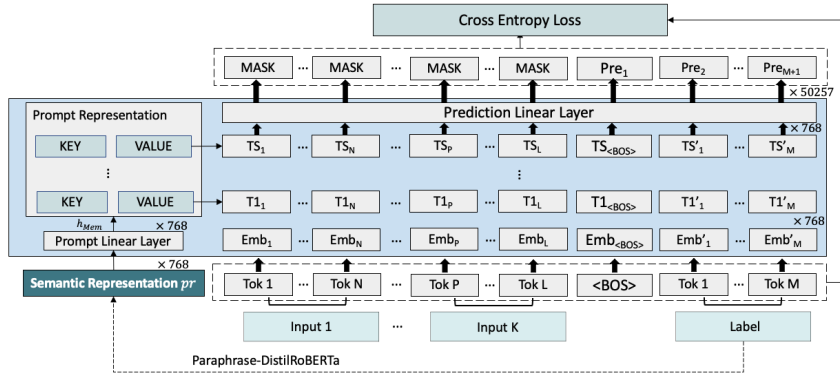 Cross Entropy Loss
MASK ... MASK ... MASK ... MASK Pre1 Pre2 ... PreM+1
× 50257
Prompt Representation
Prediction Linear Layer
× 768
KEY VALUE TS1 ... TSN ... TSP ... TSL TS<BOS> TS'1 ... TS'M
⋮ ⋮
KEY VALUE T11 ... T1N ... T1P ... T1L T1<BOS> T1'1 ... T1'M
hMem × 768 × 768
Prompt Linear Layer Emb1 ... EmbN ... EmbP ... EmbL Emb<BOS> Emb'1 ... Emb'M
× 768
Semantic Representation pr Tok 1 ... Tok N ... Tok P ... Tok L <BOS> Tok 1 ... Tok M
Input 1 ... Input K Label
Paraphrase-DistilRoBERTa